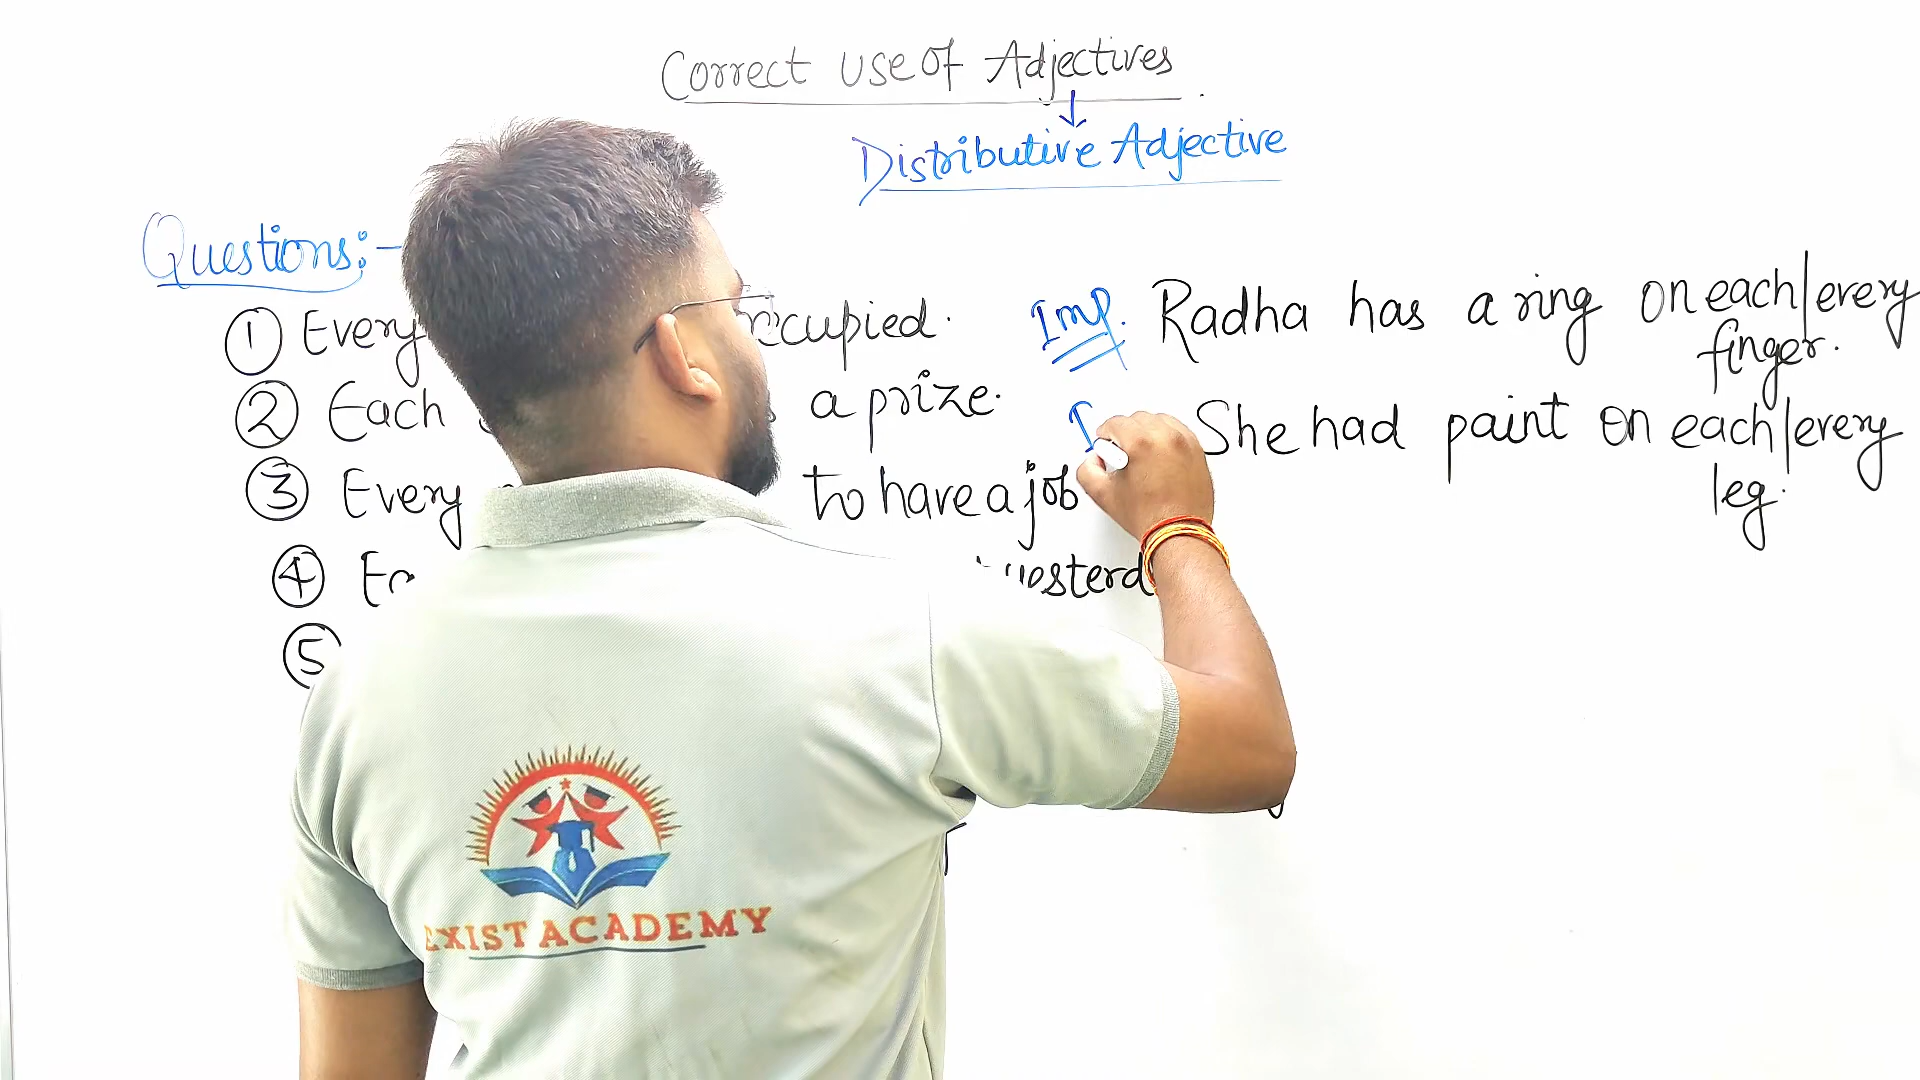 Correct use of Adjectives
Distributive Adjective
Questions:-
① Every occupied.
② Each a prize.
③ Every to have a job
④
⑤
Imp. Radha has a ring on each/every
finger.
She had paint on each/every
leg.
EXIST ACADEMY